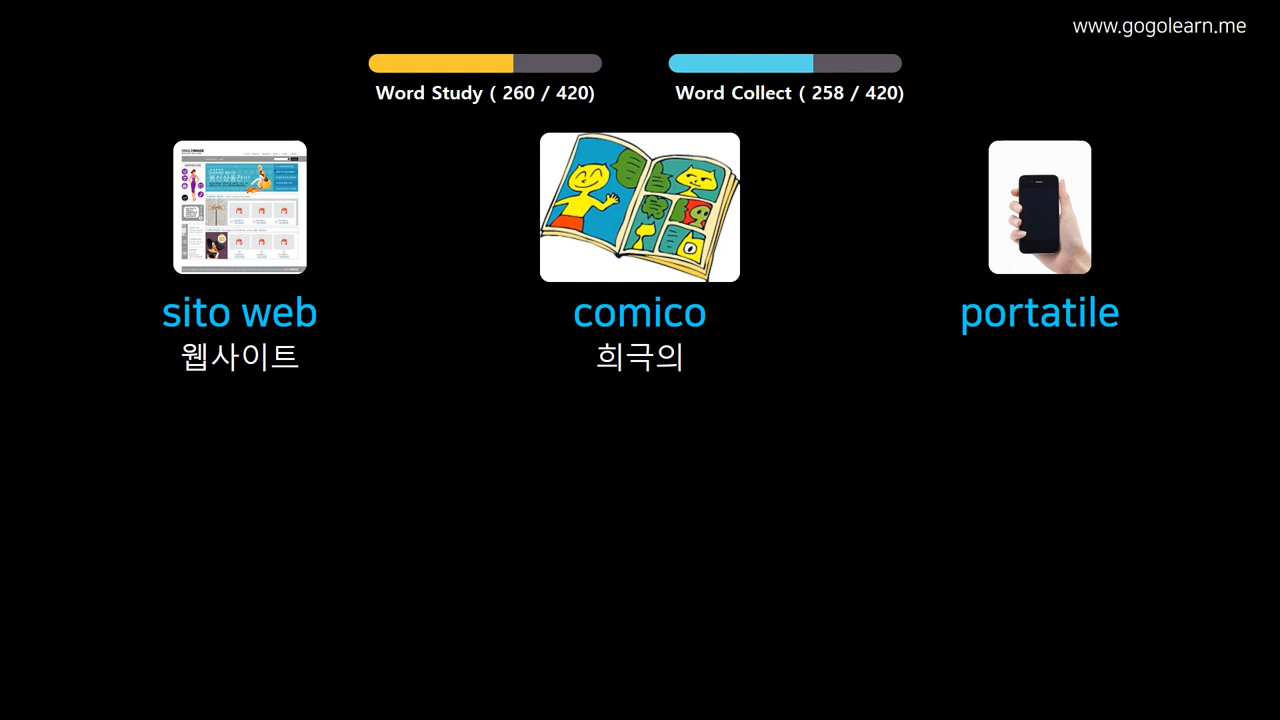 www.gogolearn.me
Word Study ( 260 / 420)
Word Collect ( 258 / 420)
sito web
comico
portatile
웹사이트
희극의